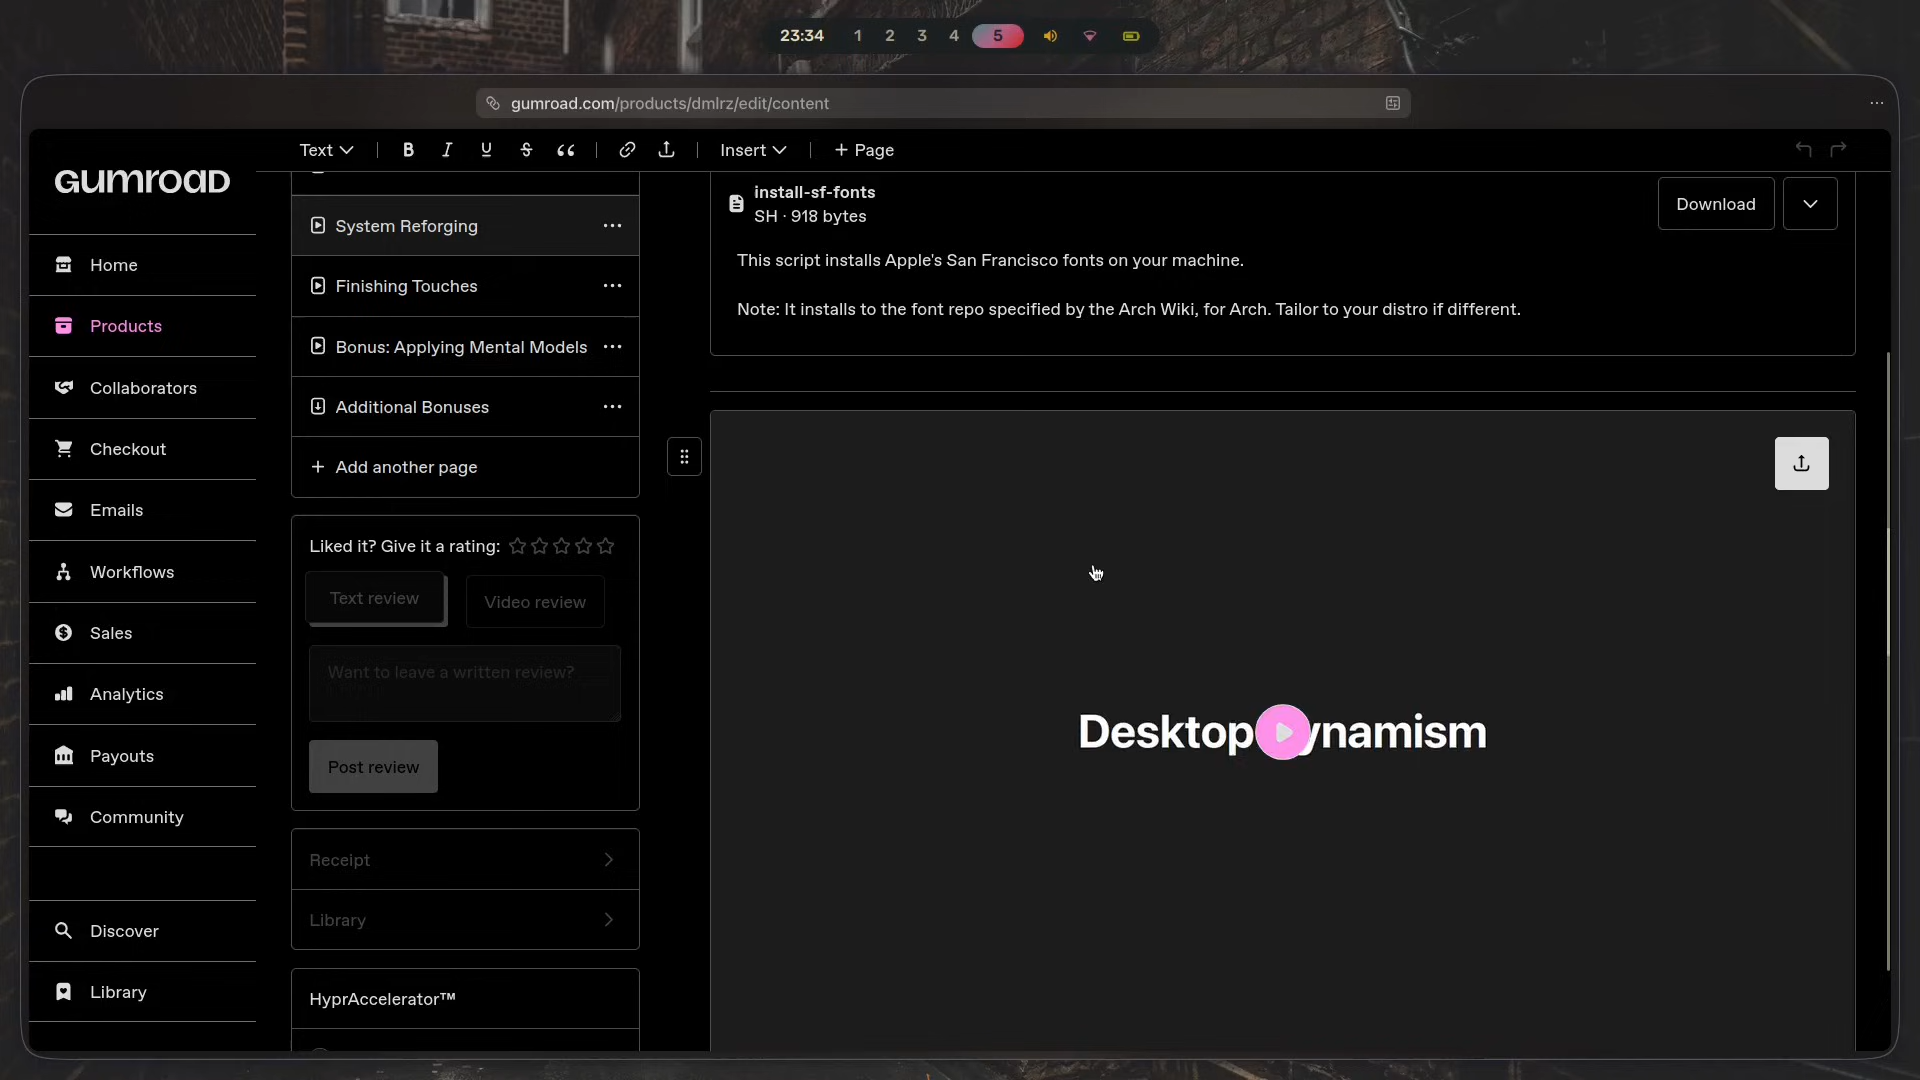 23:34 1 2 3 4 5
gumroad.com/products/dmlrz/edit/content
Text B I U S Insert + Page
GUMROAD
Home
Products
Collaborators
Checkout
Emails
Workflows
Sales
Analytics
Payouts
Community
Discover
Library
System Reforging
Finishing Touches
Bonus: Applying Mental Models
Additional Bonuses
+ Add another page
Liked it? Give it a rating:
Text review Video review
Want to leave a written review?
Post review
Receipt
Library
HyprAccelerator™
install-sf-fonts
SH · 918 bytes
Download
This script installs Apple's San Francisco fonts on your machine.
Note: It installs to the font repo specified by the Arch Wiki, for Arch. Tailor to your distro if different.
Desktop ynamism